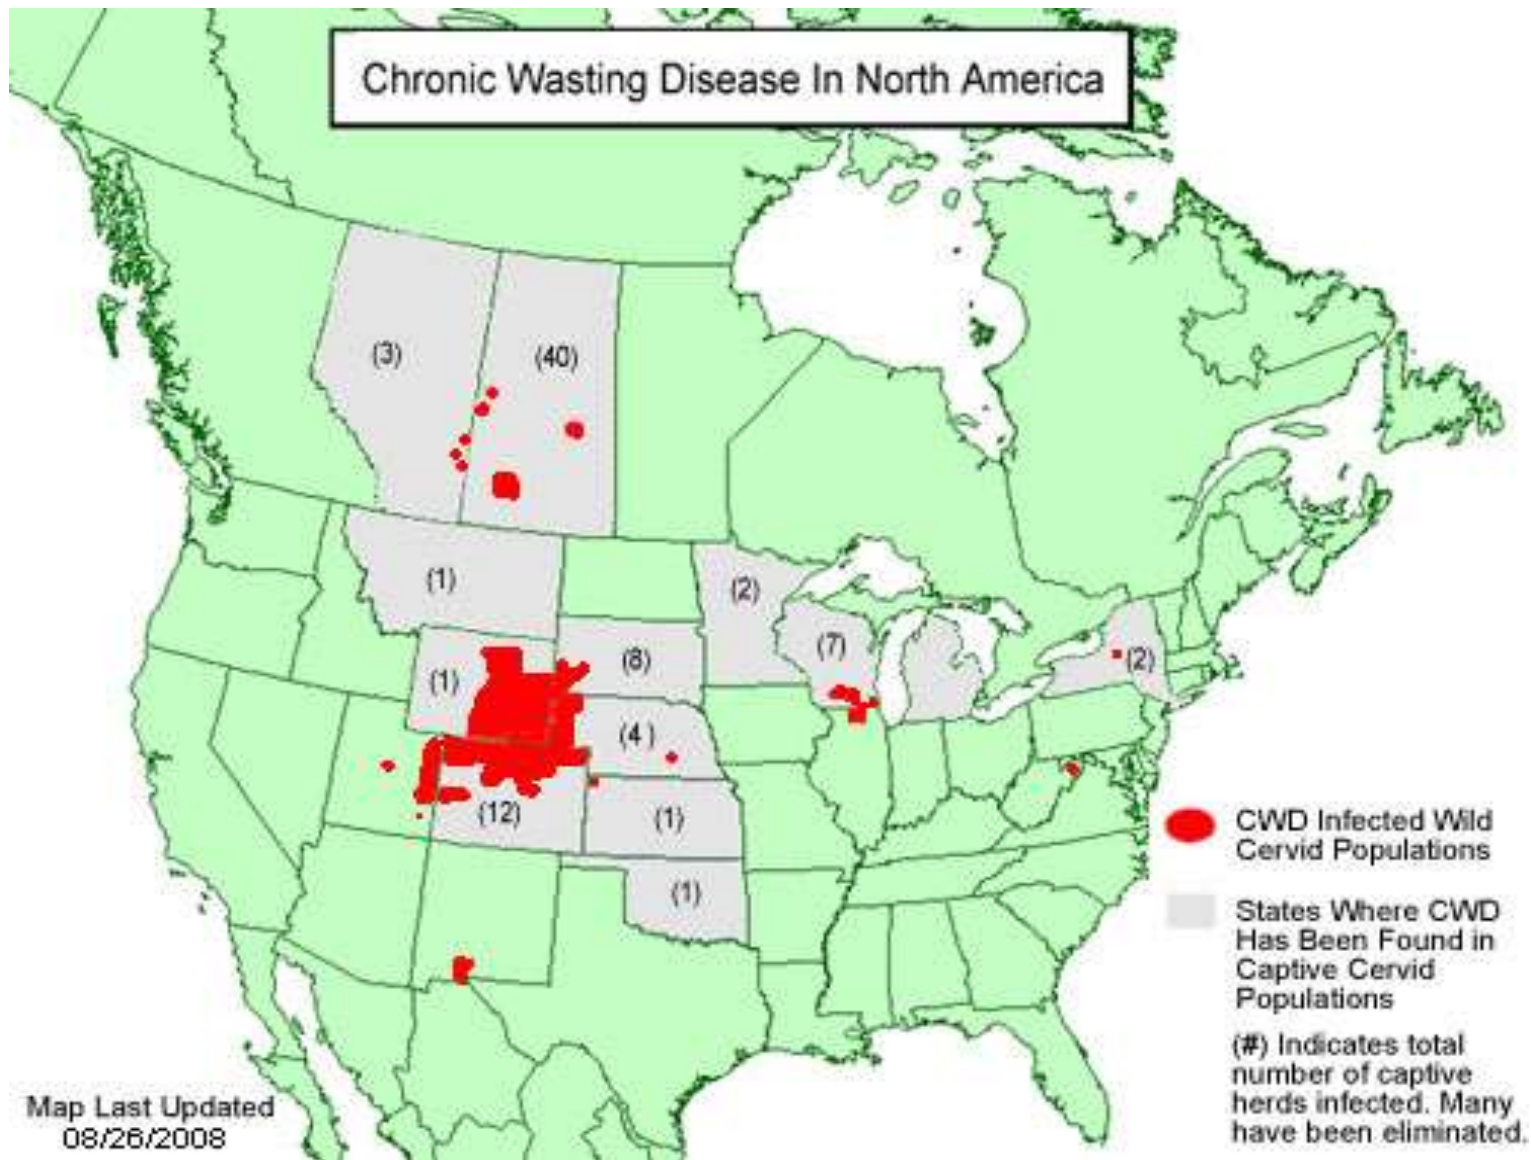 Chronic Wasting Disease In North America
(3)
(40)
(1)
(2)
(7)
(8)
(2)
(1)
(4 )
(12)
(1)
(1)
CWD Infected Wild
Cervid Populations
States Where CWD
Has Been Found in
Captive Cervid
Populations
(#) Indicates total
number of captive
herds infected. Many
have been eliminated.
Map Last Updated
08/26/2008